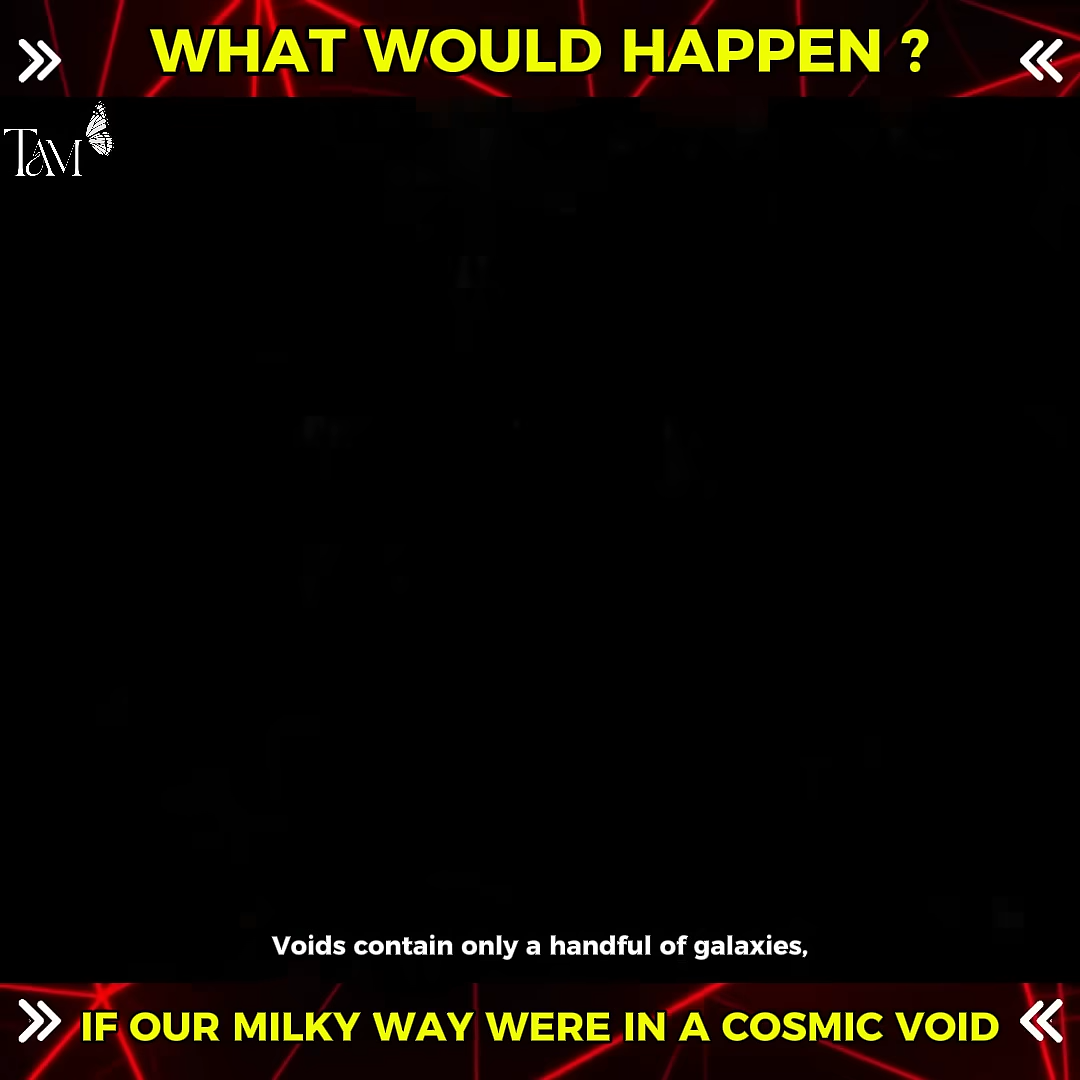 WHAT WOULD HAPPEN ?
TAM
Voids contain only a handful of galaxies,
IF OUR MILKY WAY WERE IN A COSMIC VOID